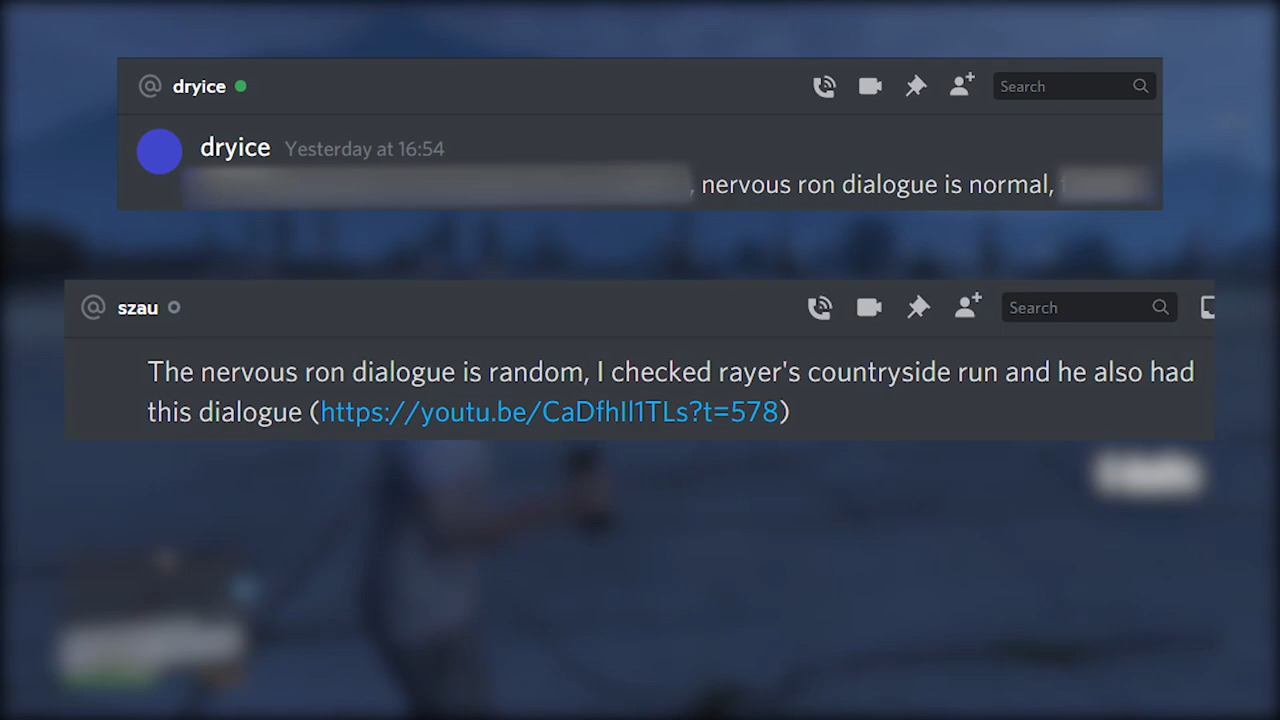 @ dryice
Search
dryice Yesterday at 16:54
, nervous ron dialogue is normal,
@ szau
Search
The nervous ron dialogue is random, I checked rayer's countryside run and he also had
this dialogue (https://youtu.be/CaDfhIl1TLs?t=578)